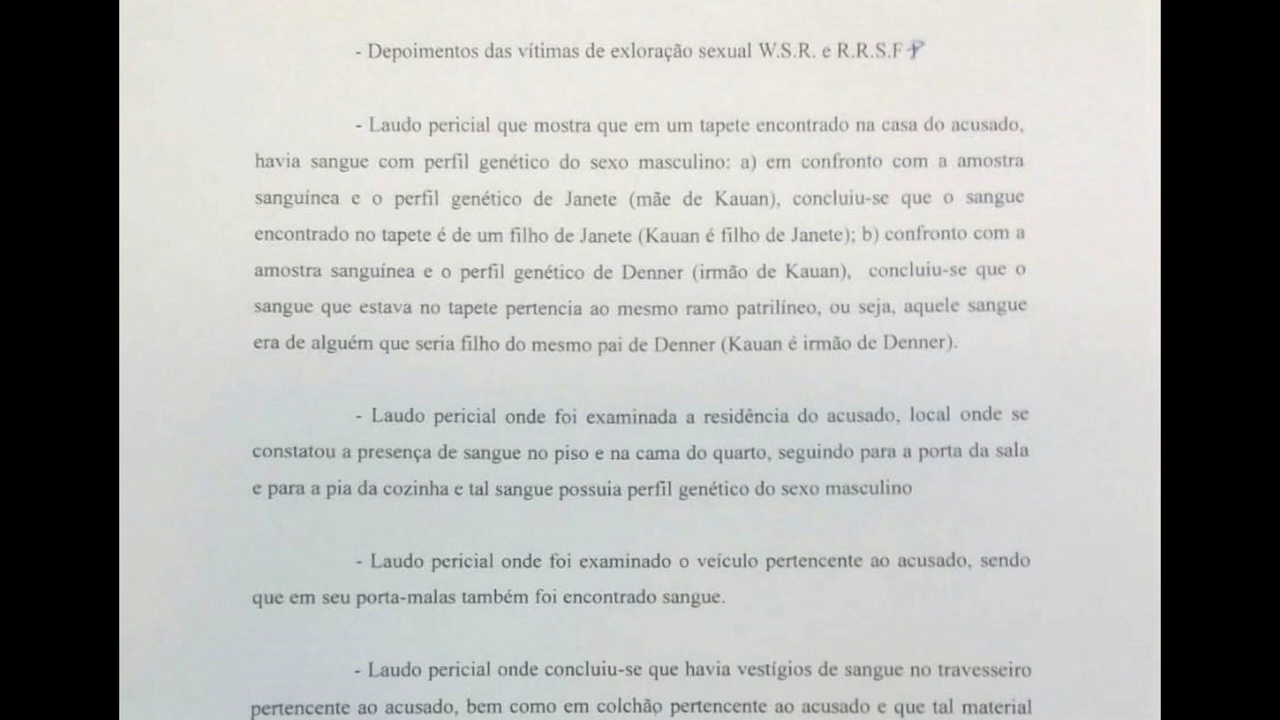 - Depoimentos das vítimas de exloração sexual W.S.R. e R.R.S.F
- Laudo pericial que mostra que em um tapete encontrado na casa do acusado,
havia sangue com perfil genético do sexo masculino: a) em confronto com a amostra
sanguínea e o perfil genético de Janete (mãe de Kauan), concluiu-se que o sangue
encontrado no tapete é de um filho de Janete (Kauan é filho de Janete); b) confronto com a
amostra sanguínea e o perfil genético de Denner (irmão de Kauan), concluiu-se que o
sangue que estava no tapete pertencia ao mesmo ramo patrilíneo, ou seja, aquele sangue
era de alguém que seria filho do mesmo pai de Denner (Kauan é irmão de Denner).
- Laudo pericial onde foi examinada a residência do acusado, local onde se
constatou a presença de sangue no piso e na cama do quarto, seguindo para a porta da sala
e para a pia da cozinha e tal sangue possuia perfil genético do sexo masculino
- Laudo pericial onde foi examinado o veículo pertencente ao acusado, sendo
que em seu porta-malas também foi encontrado sangue.
- Laudo pericial onde concluiu-se que havia vestígios de sangue no travesseiro
pertencente ao acusado, bem como em colchão pertencente ao acusado e que tal material